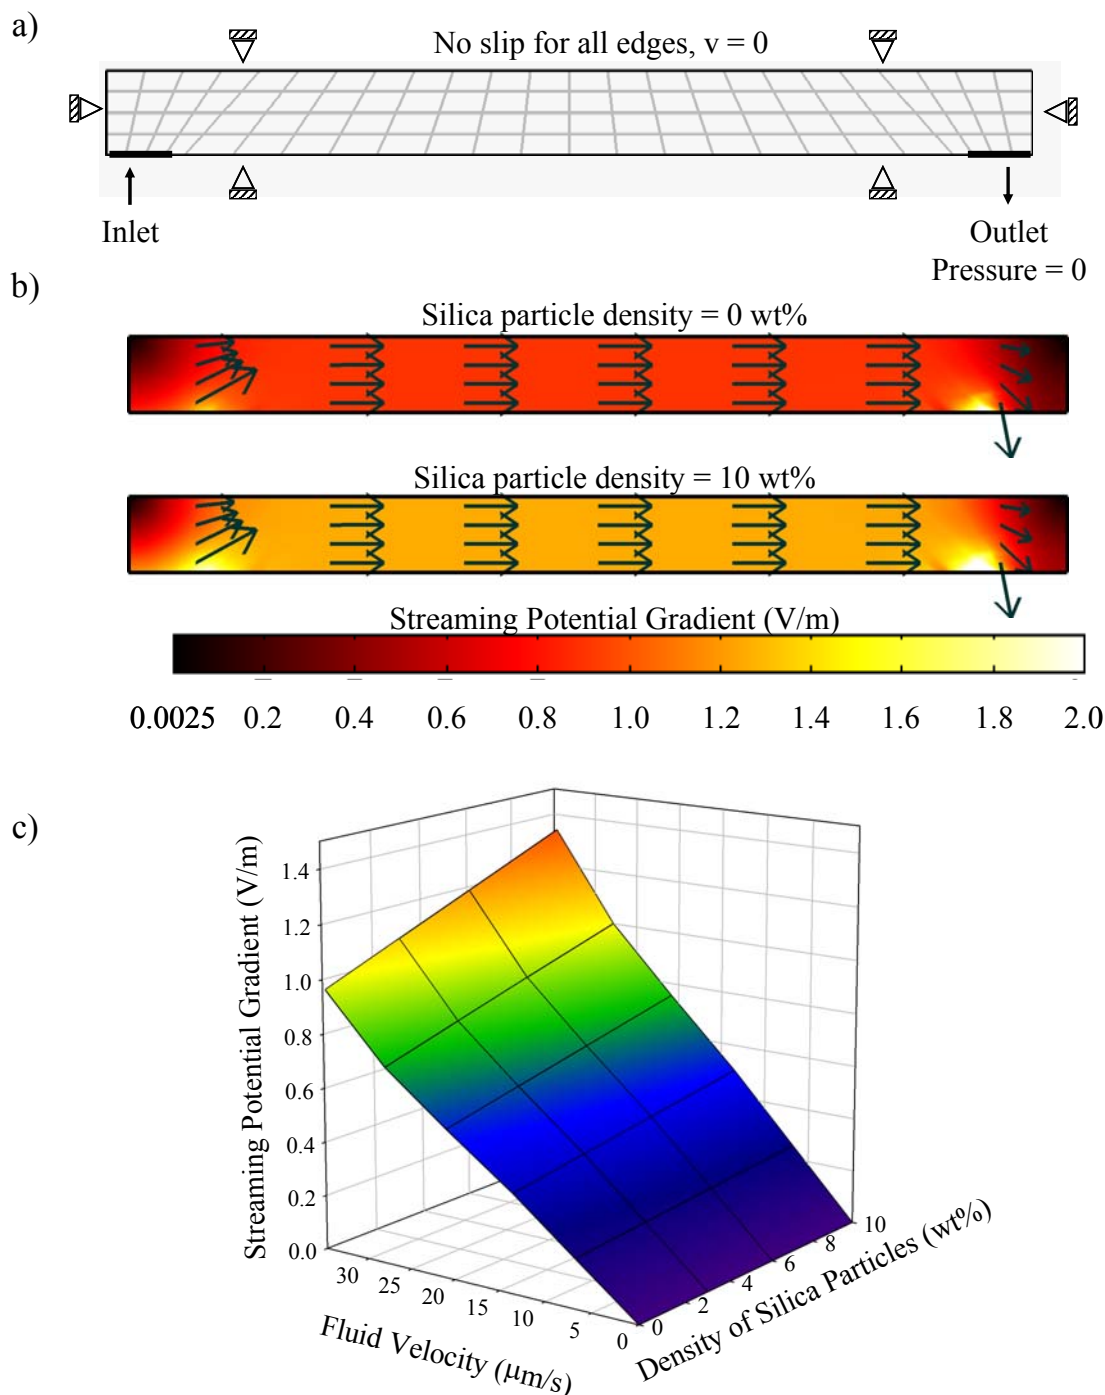 a)
No slip for all edges, v = 0
Inlet
Outlet
Pressure = 0
b)
Silica particle density = 0 wt%
Silica particle density = 10 wt%
Streaming Potential Gradient (V/m)
0.0025 0.2 0.4 0.6 0.8 1.0 1.2 1.4 1.6 1.8 2.0
c)
Streaming Potential Gradient (V/m)
1.4
1.2
1.0
0.8
0.6
0.4
0.2
0.0
30 25 20 15 10 5 0
Fluid Velocity (μm/s)
0 2 4 6 8 10
Density of Silica Particles (wt%)